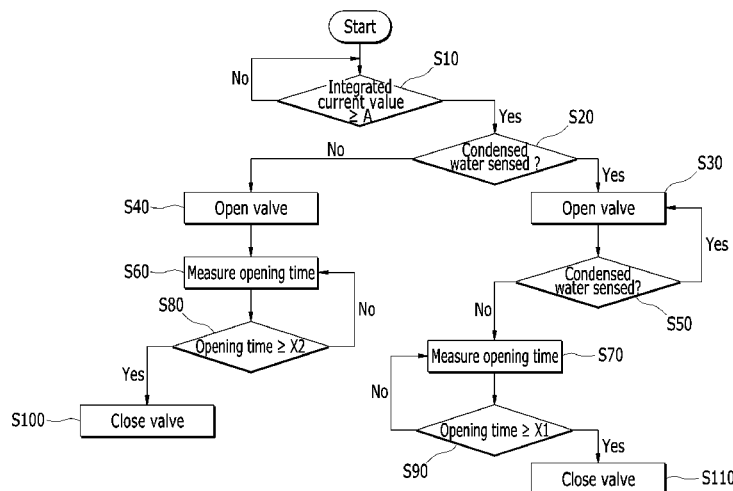 Start
S10
No
Integrated
current value
≥ A
Yes
S20
No
Condensed
water sensed ?
Yes
S30
S40
Open valve
Open valve
Yes
S60
Measure opening time
Condensed
water sensed?
S80
No
No
S50
Opening time ≥ X2
Measure opening time
S70
Yes
No
S100
Close valve
Opening time ≥ X1
Yes
S90
Close valve
S110